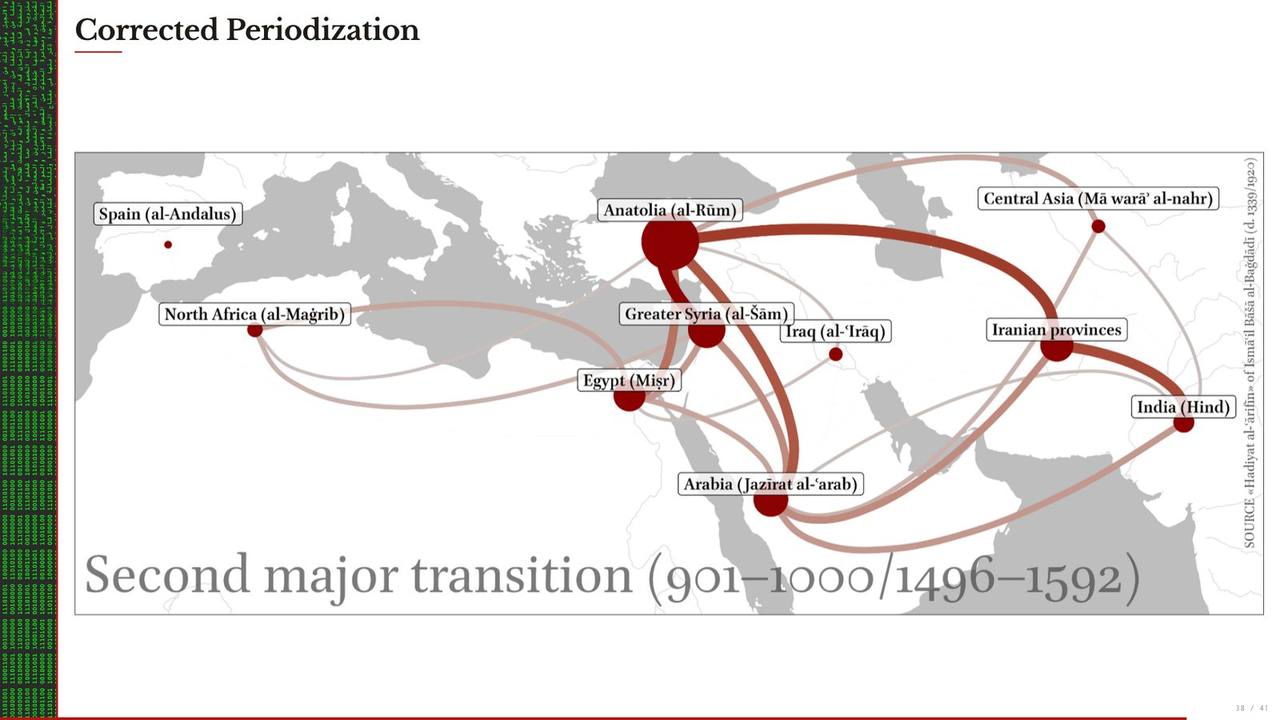 Corrected Periodization
Spain (al-Andalus)
Anatolia (al-Rūm)
Central Asia (Mā warāʾ al-nahr)
North Africa (al-Maġrib)
Greater Syria (al-Šām)
Iraq (al-ʿIrāq)
Iranian provinces
Egypt (Miṣr)
India (Hind)
Arabia (Jazīrat al-ʿarab)
Second major transition (901–1000/1496–1592)
SOURCE «Hadiyat al-ʿārifīn» of Ismāʿīl Bāšā al-Baġdādī (d. 1339/1920)
38 / 41